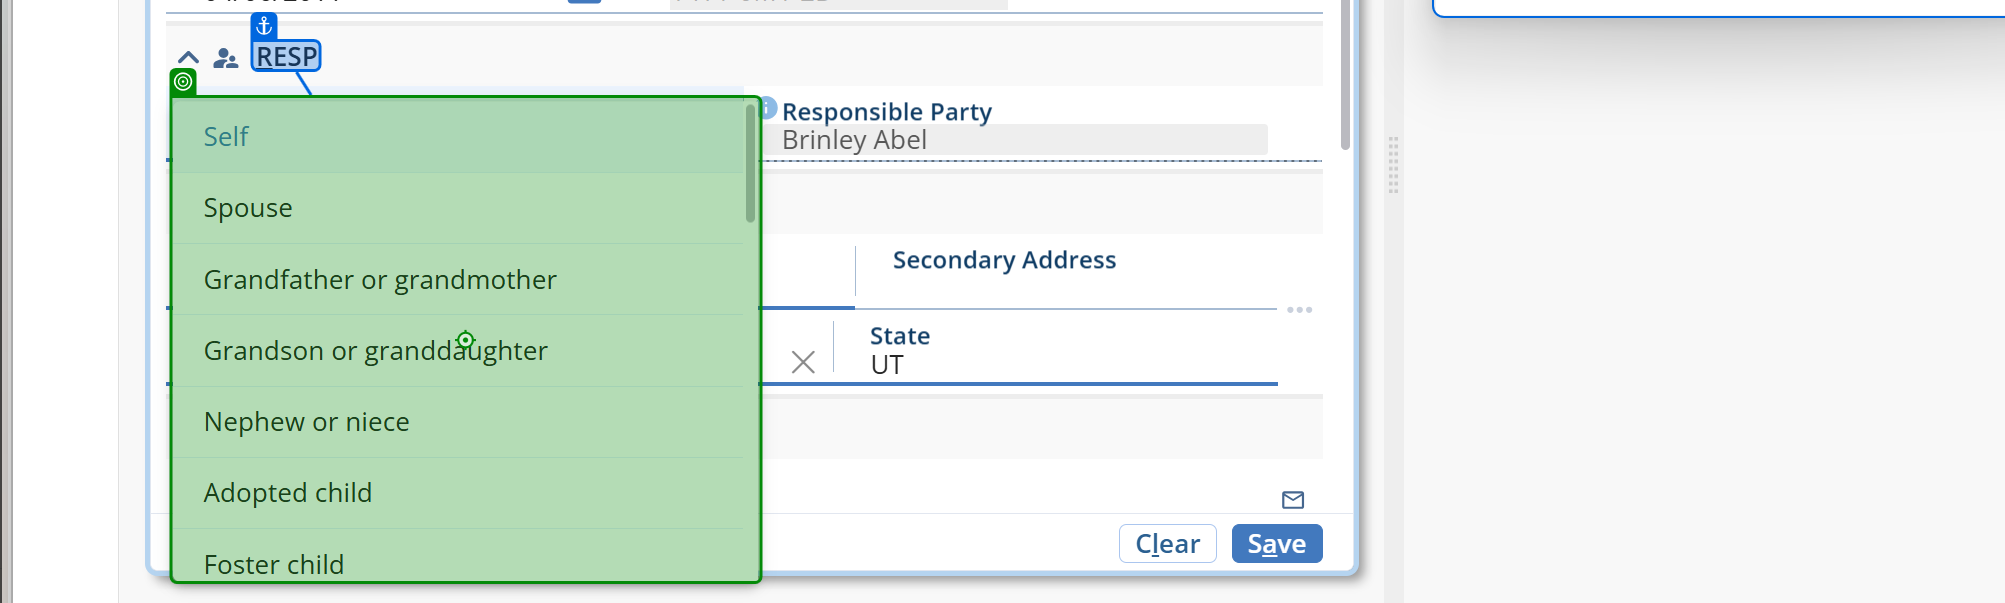 RESP
Responsible Party
Brinley Abel
Self
Spouse
Grandfather or grandmother
Grandson or granddaughter
Nephew or niece
Adopted child
Foster child
Secondary Address
State
UT
Clear
Save